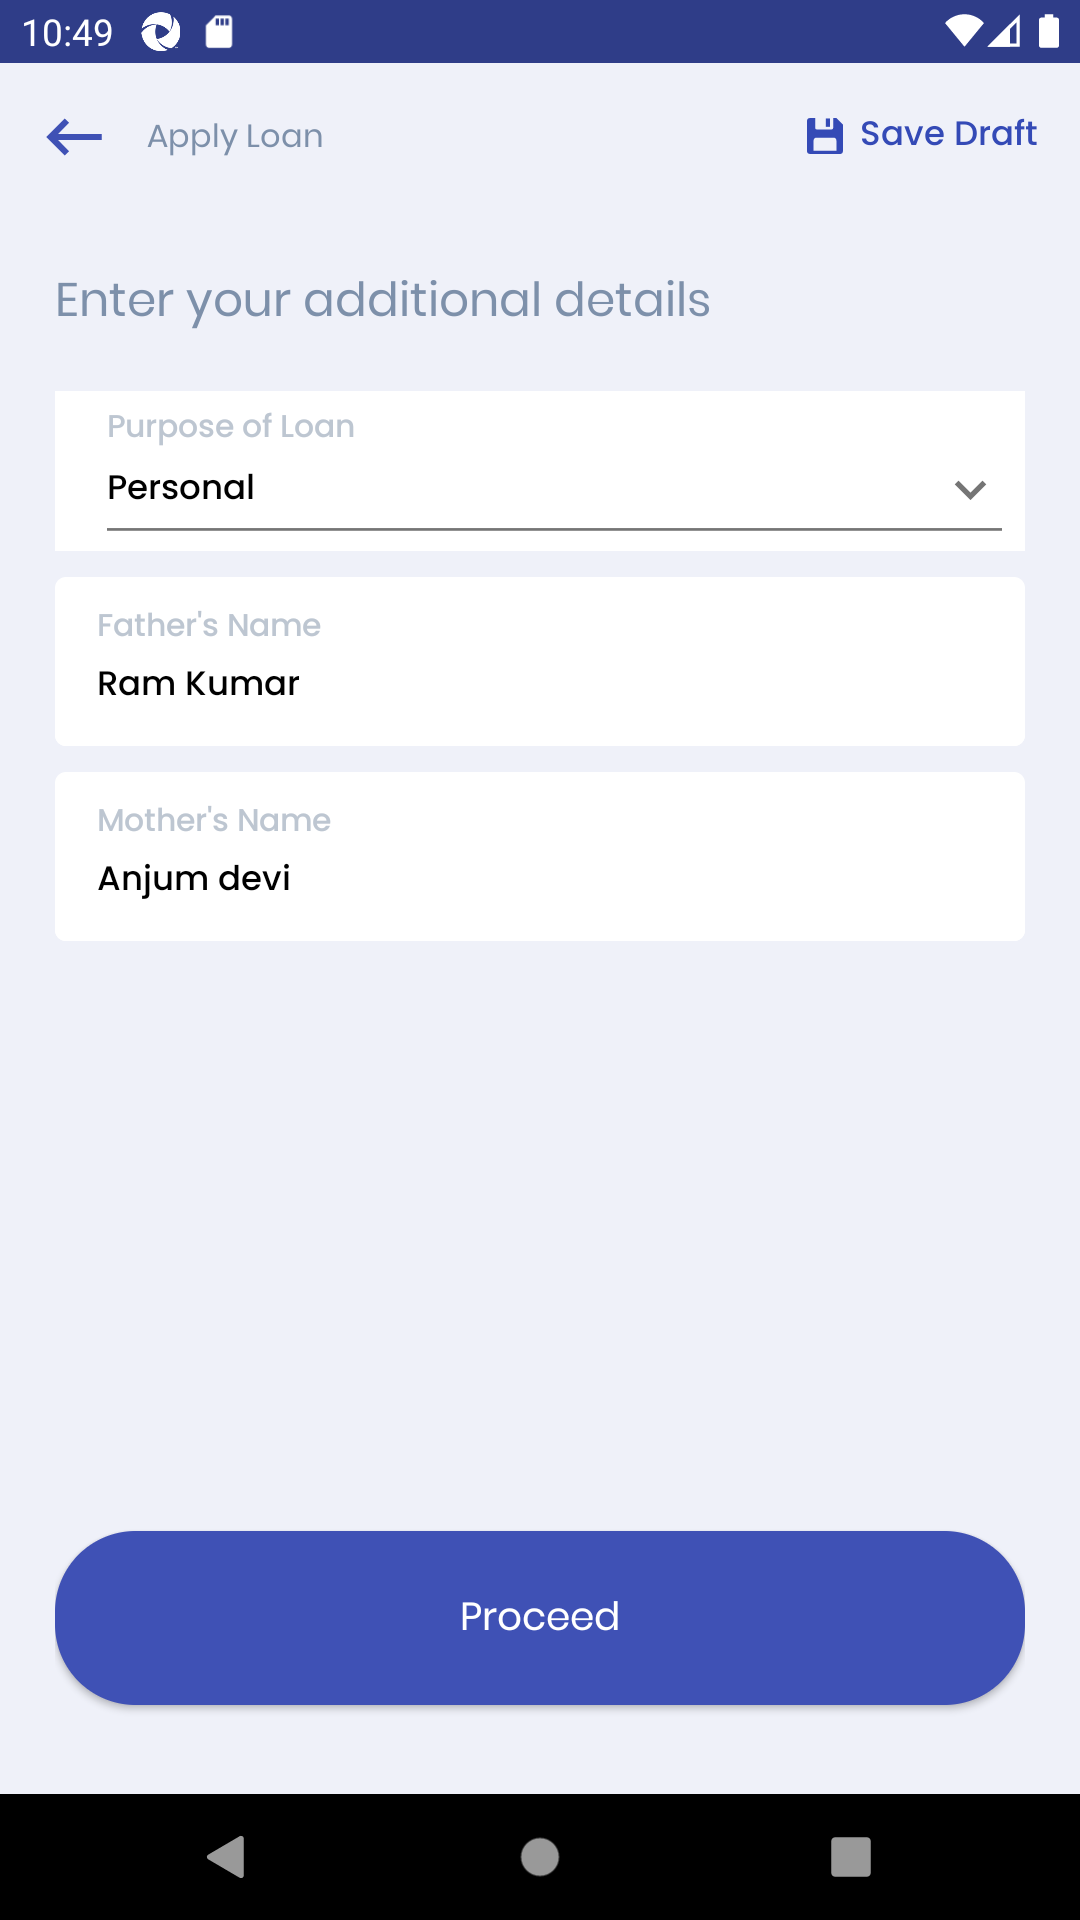 10:49
Apply Loan
Save Draft
Enter your additional details
Purpose of Loan
Personal
Father's Name
Ram Kumar
Mother's Name
Anjum devi
Proceed